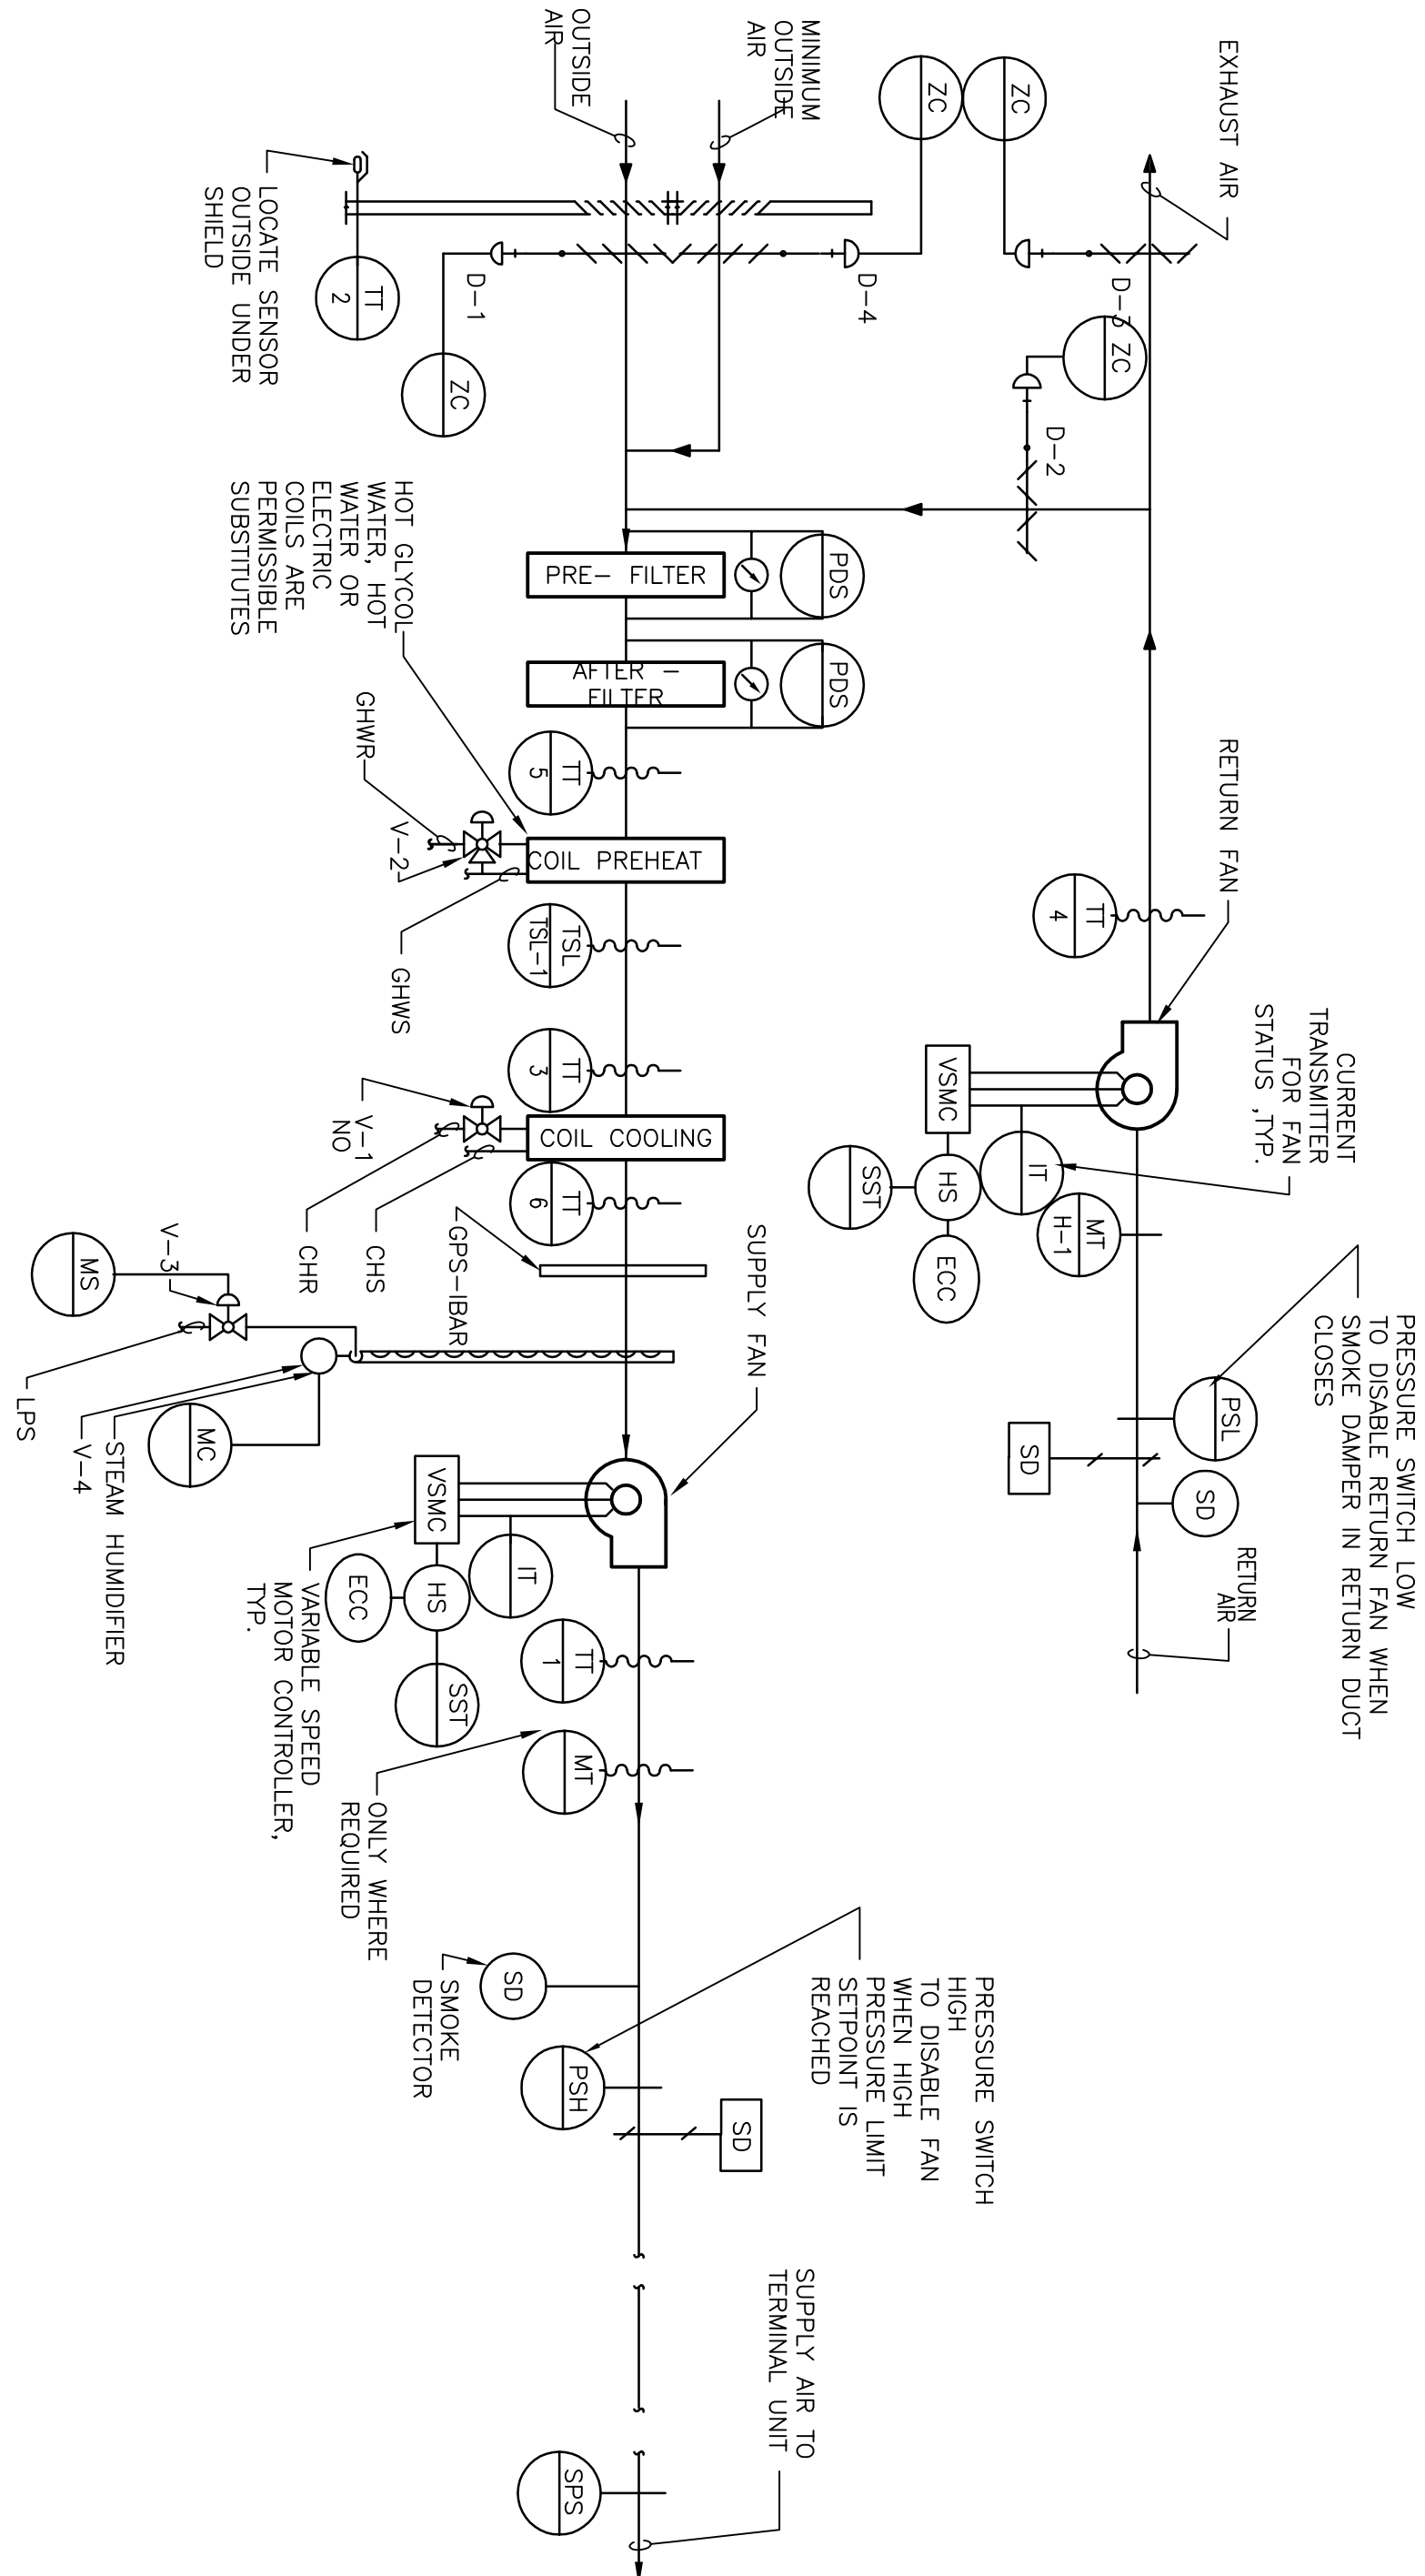 EXHAUST AIR
ZC
ZC
MINIMUM
OUTSIDE
AIR
OUTSIDE
AIR
D-3
ZC
D-4
D-1
D-2
TT
2
ZC
LOCATE SENSOR
OUTSIDE UNDER
SHIELD
HOT GLYCOL
WATER, HOT
WATER OR
ELECTRIC
COILS ARE
PERMISSIBLE
SUBSTITUTES
PDS
PRE- FILTER
PDS
AFTER -
FILTER
RETURN FAN
TT
4
TT
5
GHWR
V-2
COIL PREHEAT
GHWS
TSL
TSL-1
CURRENT
TRANSMITTER
FOR FAN
STATUS ,TYP.
VSMC
IT
HS
SST
ECC
MT
H-1
TT
3
COIL COOLING
V-1
NO
TT
6
CHS
CHR
GPS-IBAR
SUPPLY FAN
PRESSURE SWITCH LOW
TO DISABLE RETURN FAN WHEN
SMOKE DAMPER IN RETURN DUCT
CLOSES
PSL
SD
SD
RETURN
AIR
MS
V-3
LPS
MC
V-4
STEAM HUMIDIFIER
VSMC
IT
HS
ECC
SST
VARIABLE SPEED
MOTOR CONTROLLER,
TYP.
TT
1
MT
ONLY WHERE
REQUIRED
SD
SMOKE
DETECTOR
PRESSURE SWITCH
HIGH
TO DISABLE FAN
WHEN HIGH
PRESSURE LIMIT
SETPOINT IS
REACHED
PSH
SD
SUPPLY AIR TO
TERMINAL UNIT
SPS